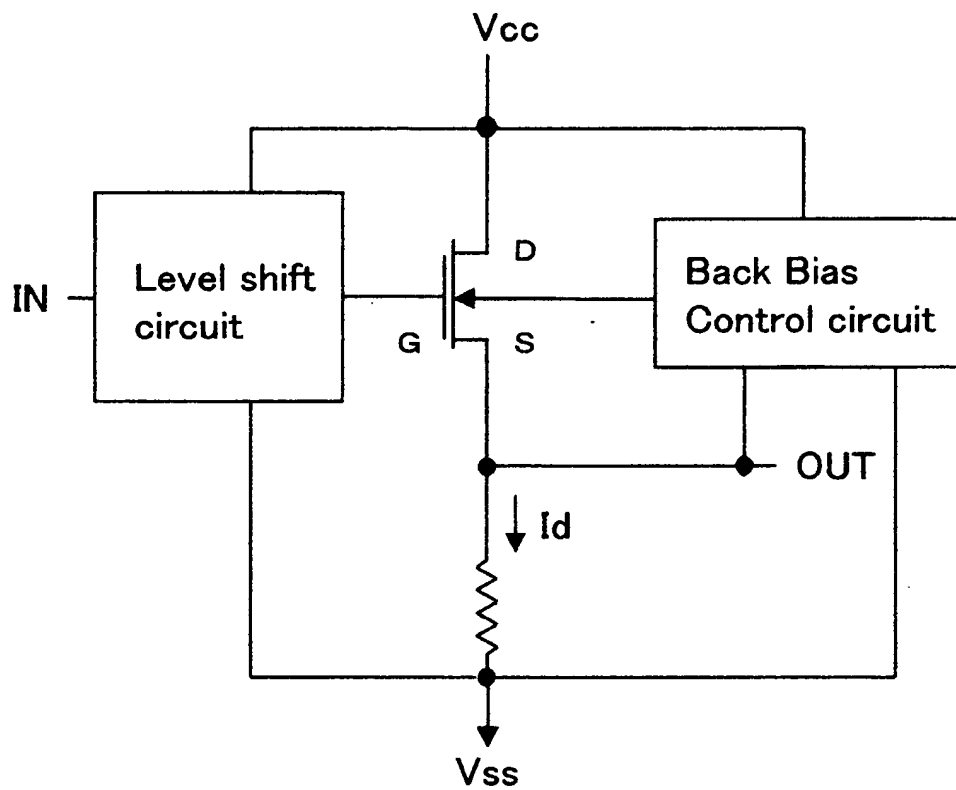 Vcc
Level shift
circuit
IN
D
G
S
Back Bias
Control circuit
OUT
Id
Vss